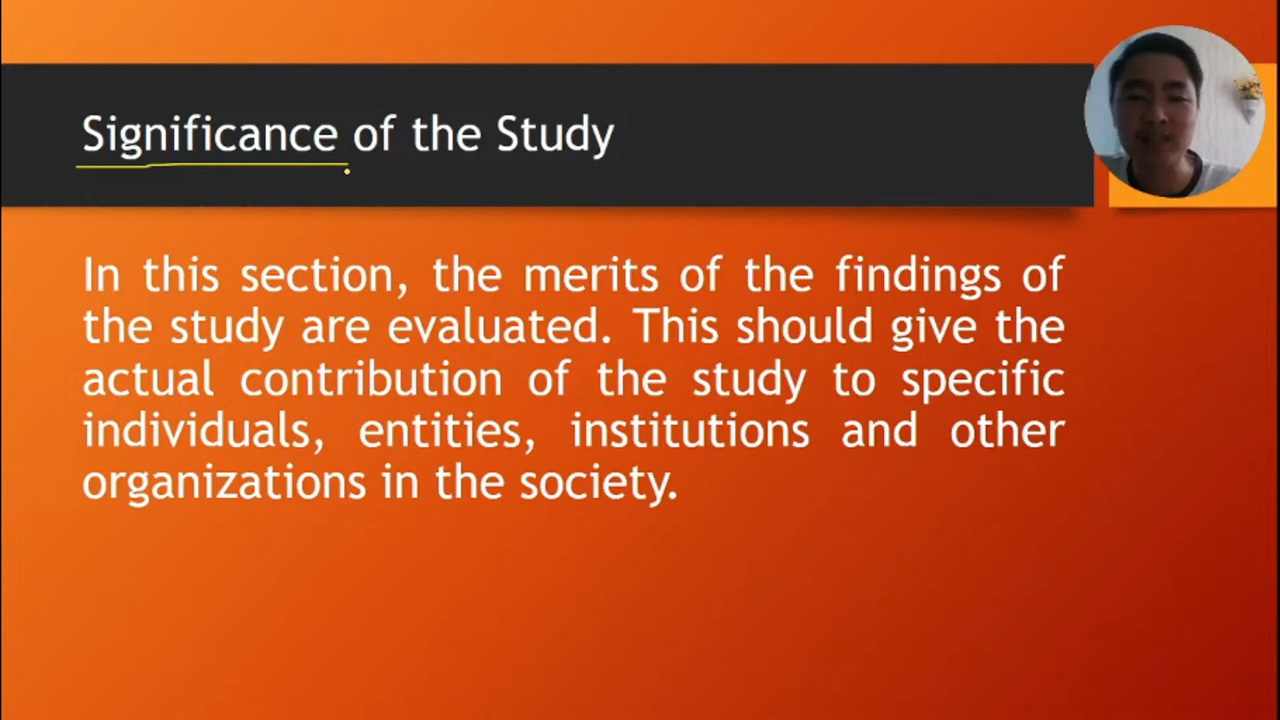 Significance of the Study
In this section, the merits of the findings of
the study are evaluated. This should give the
actual contribution of the study to specific
individuals, entities, institutions and other
organizations in the society.